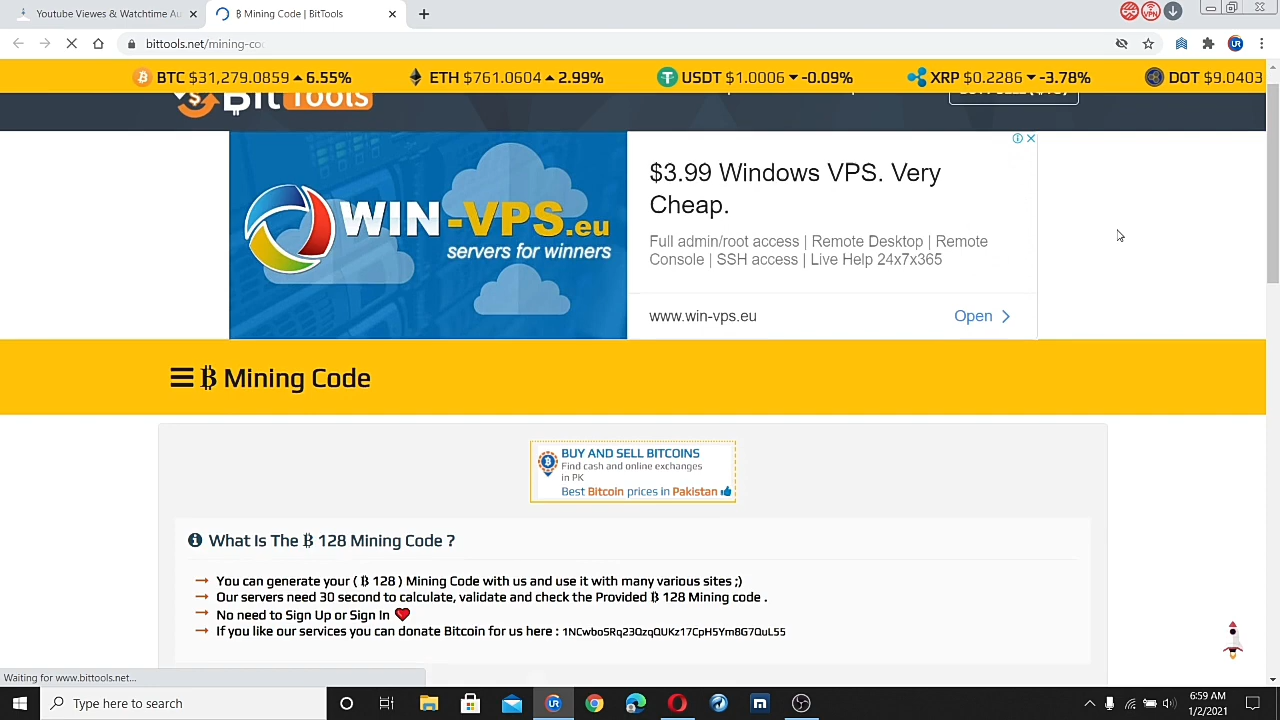 Youtube Viewes & Watchtime Au
₿ Mining Code | BitTools
bittools.net/mining-co
UR
VPN
BTC $31,279.0859 ▲ 6.55%
ETH $761.0604 ▲ 2.99%
USDT $1.0006 ▼ -0.09%
XRP $0.2286 ▼ -3.78%
DOT $9.0403
BitTools
WIN-VPS.eu
servers for winners
$3.99 Windows VPS. Very
Cheap.
Full admin/root access | Remote Desktop | Remote
Console | SSH access | Live Help 24x7x365
www.win-vps.eu
Open
₿ Mining Code
BUY AND SELL BITCOINS
Find cash and online exchanges
in PK
Best Bitcoin prices in Pakistan
What Is The ₿ 128 Mining Code ?
→ You can generate your ( ₿ 128 ) Mining Code with us and use it with many various sites ;)
→ Our servers need 30 second to calculate, validate and check the Provided ₿ 128 Mining code .
→ No need to Sign Up or Sign In
→ If you like our services you can donate Bitcoin for us here : 1NCwboSRq23QzqQUKz17CpH5Ym8G7QuL55
Waiting for www.bittools.net...
Type here to search
UR
6:59 AM
1/2/2021